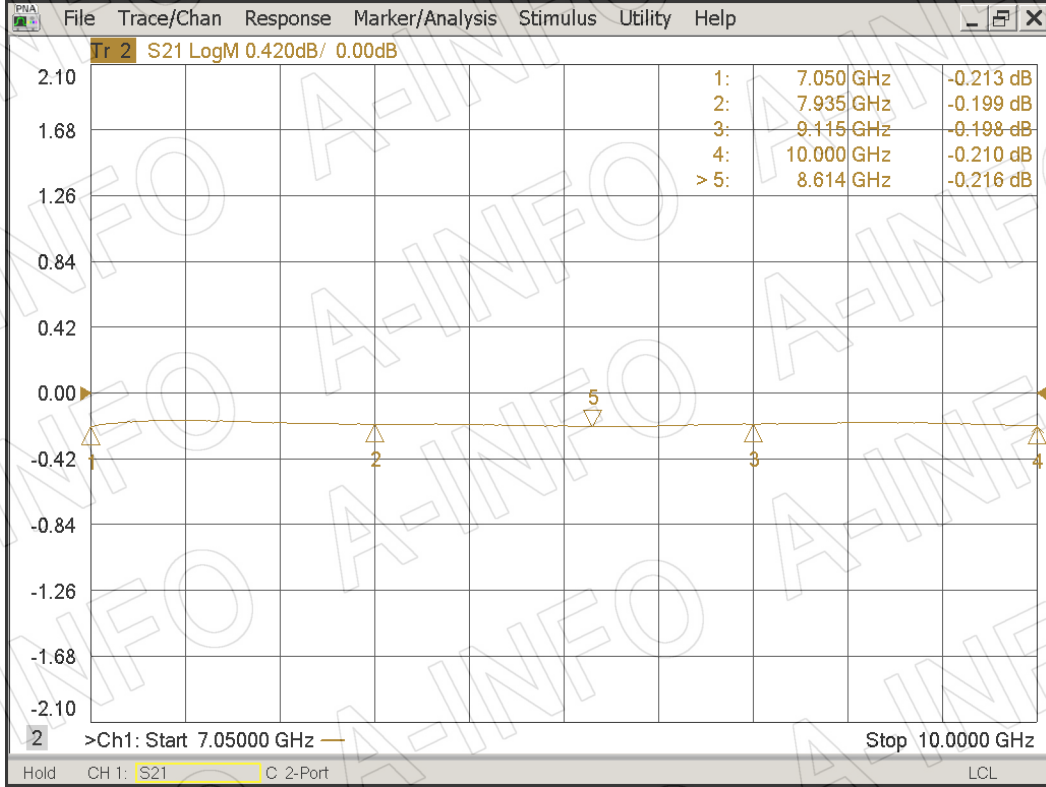 PNA
File Trace/Chan Response Marker/Analysis Stimulus Utility Help
Tr 2 S21 LogM 0.420dB/ 0.00dB
2.10
1: 7.050 GHz -0.213 dB
2: 7.935 GHz -0.199 dB
1.68
3: 9.115 GHz -0.198 dB
4: 10.000 GHz -0.210 dB
> 5: 8.614 GHz -0.216 dB
1.26
0.84
0.42
0.00
5
-0.42
1 2 3 4
-0.84
-1.26
-1.68
-2.10
2 >Ch1: Start 7.05000 GHz — Stop 10.0000 GHz
Hold CH 1: S21 C 2-Port LCL
A-INFO
A-INFO
A-INFO
A-INFO
A-INFO
A-INFO